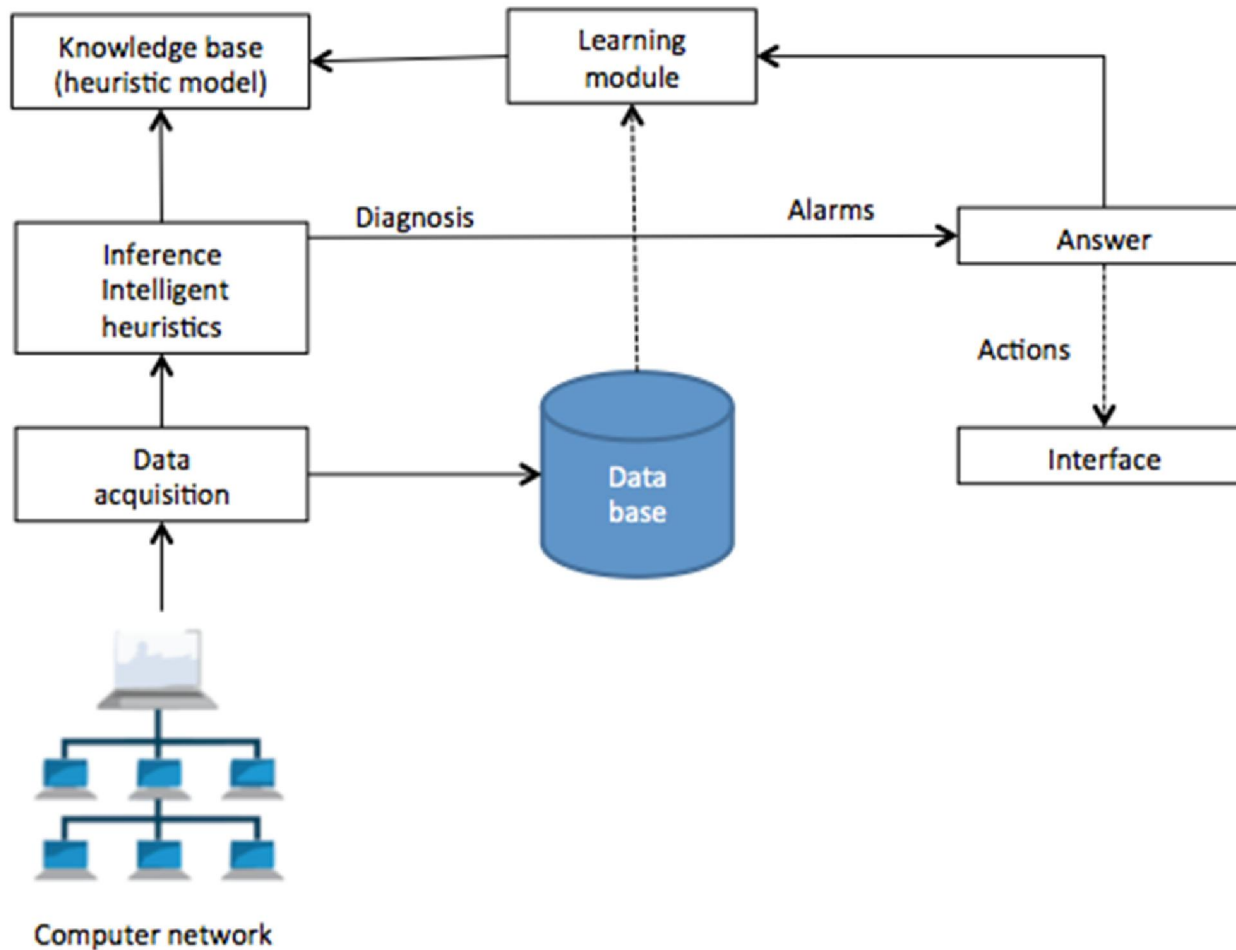 Knowledge base
(heuristic model)
Learning
module
Diagnosis
Alarms
Answer
Inference
Intelligent
heuristics
Actions
Data
acquisition
Data
base
Interface
Computer network